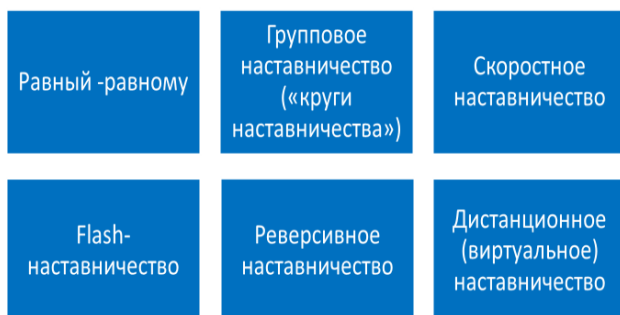 Равный -равному
Групповое
наставничество
(«круги
наставничества»)
Скоростное
наставничество
Flash-
наставничество
Реверсивное
наставничество
Дистанционное
(виртуальное)
наставничество